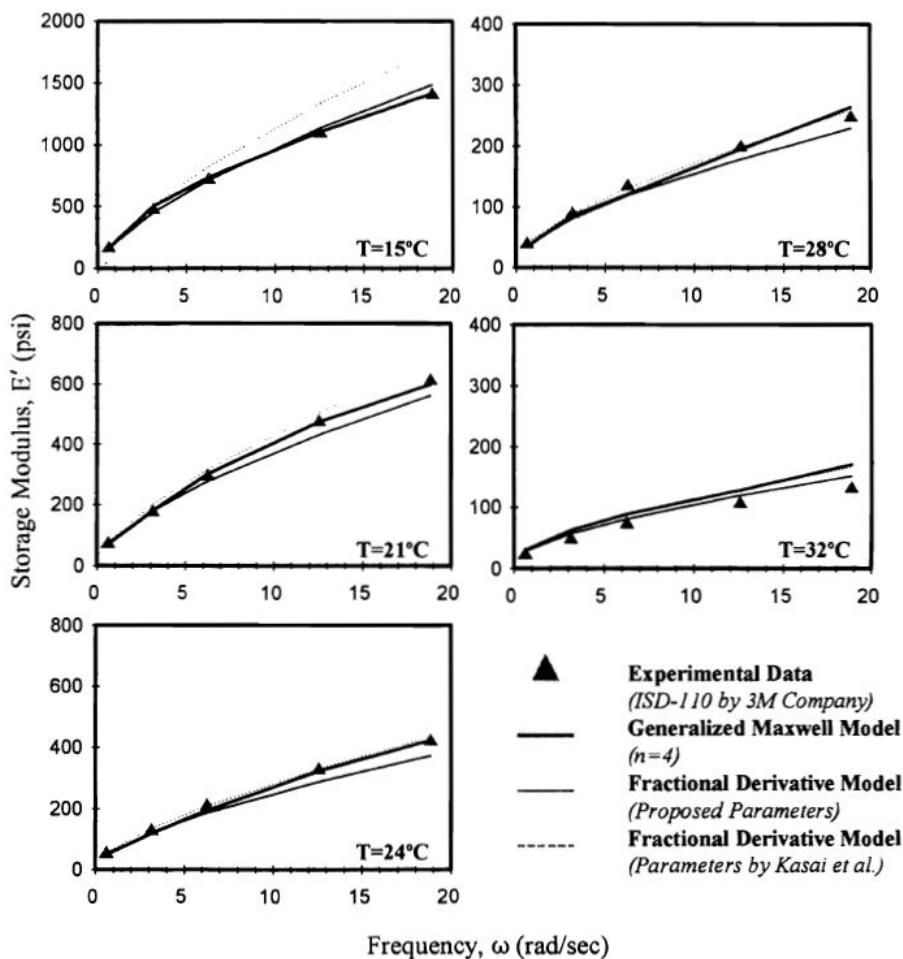 2000
1500
1000
500
0
T=15°C
0 5 10 15 20
400
300
200
100
0
T=28°C
0 5 10 15 20
Storage Modulus, E′ (psi)
800
600
400
200
0
T=21°C
0 5 10 15 20
400
300
200
100
0
T=32°C
0 5 10 15 20
800
600
400
200
0
T=24°C
0 5 10 15 20
Experimental Data
(ISD-110 by 3M Company)
Generalized Maxwell Model
(n=4)
Fractional Derivative Model
(Proposed Parameters)
Fractional Derivative Model
(Parameters by Kasai et al.)
Frequency, ω (rad/sec)